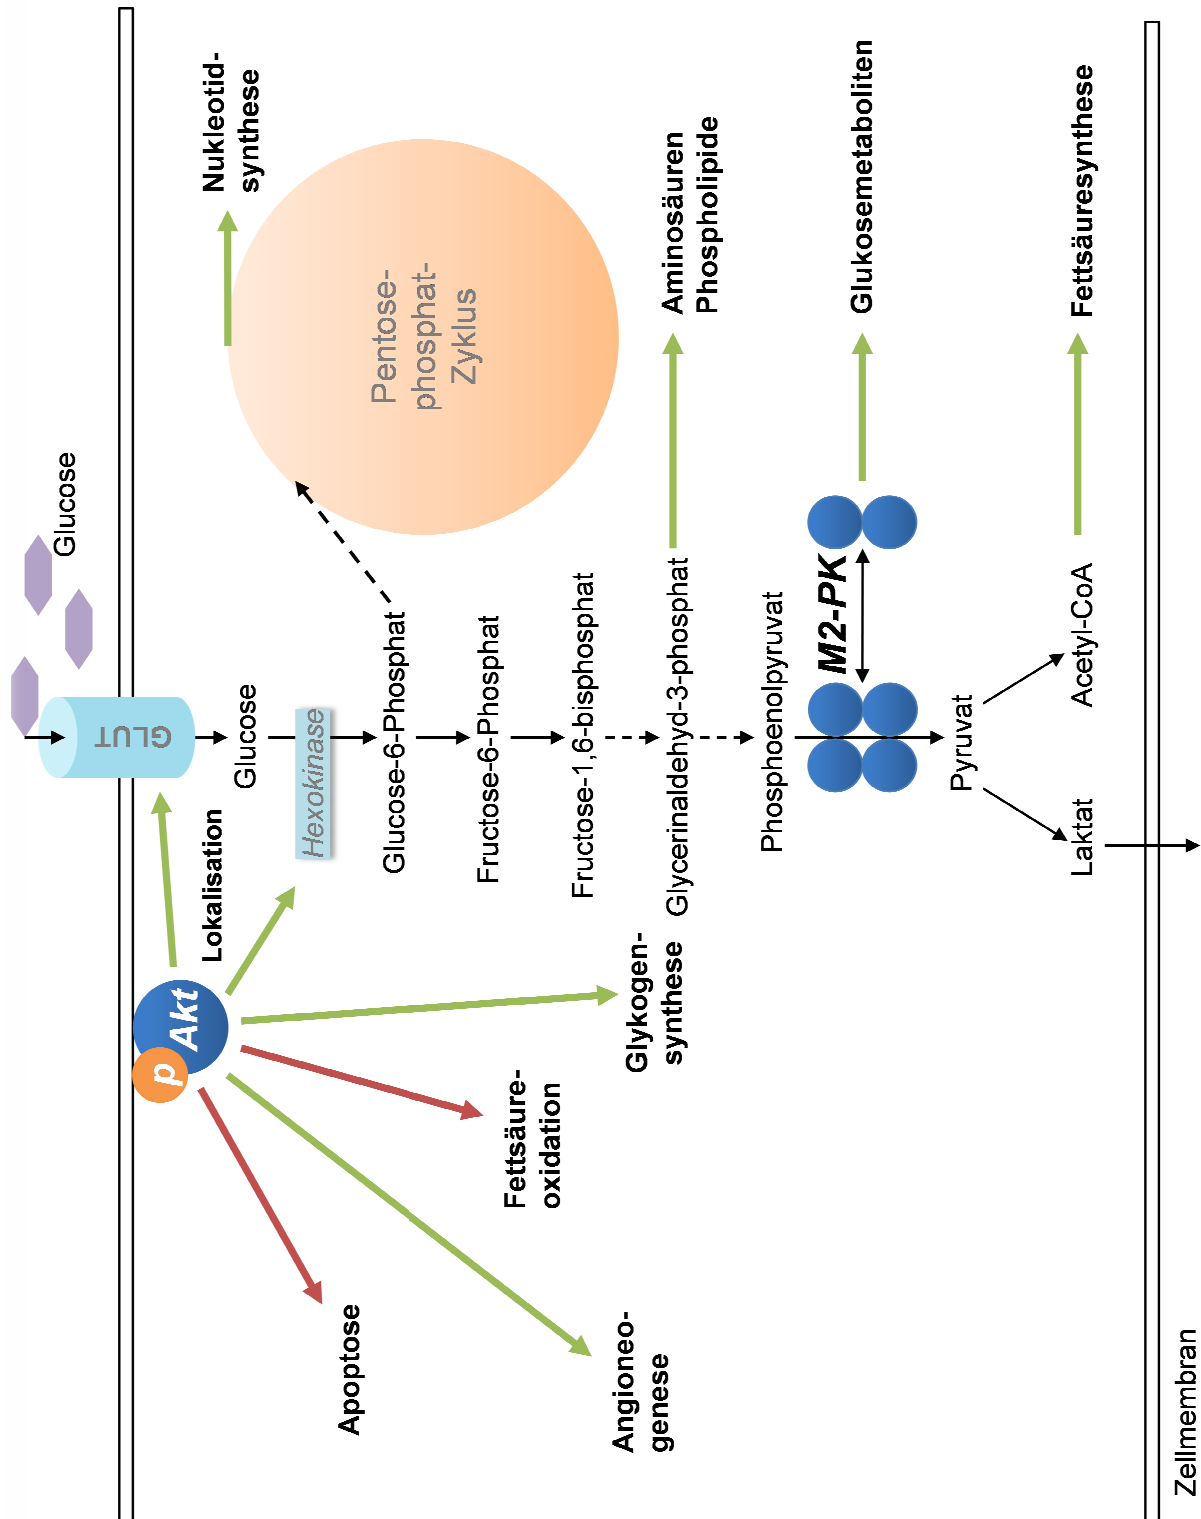 Glucose
GLUT
Glucose
Hexokinase
Glucose-6-Phosphat
Fructose-6-Phosphat
Fructose-1,6-bisphosphat
Glycerinaldehyd-3-phosphat
Phosphoenolpyruvat
M2-PK
Pyruvat
Laktat
Acetyl-CoA
Nukleotid-
synthese
Pentose-
phosphat-
Zyklus
Aminosäuren
Phospholipide
Glukosemetaboliten
Fettsäuresynthese
p
Akt
Lokalisation
Apoptose
Fettsäure-
oxidation
Glykogen-
synthese
Angioneo-
genese
Zellmembran